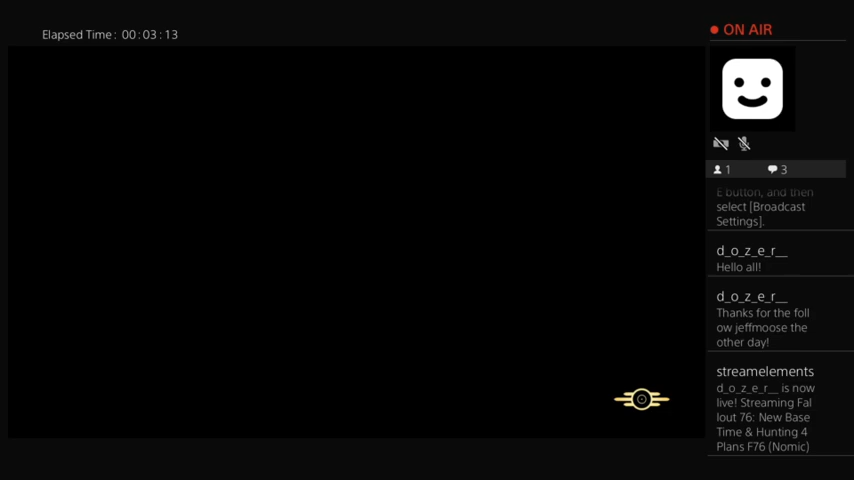 Elapsed Time: 00:03:13
ON AIR
1 3
E button, and then
select [Broadcast
Settings].
d_o_z_e_r__
Hello all!
d_o_z_e_r__
Thanks for the foll
ow jeffmoose the
other day!
streamelements
d_o_z_e_r__ is now
live! Streaming Fal
lout 76: New Base
Time & Hunting 4
Plans F76 (Nomic)